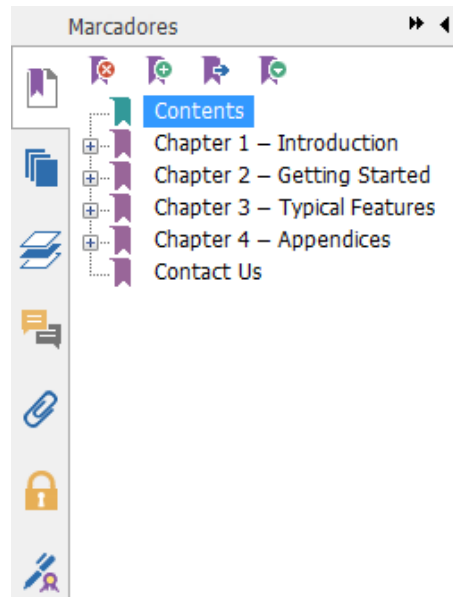 Marcadores
Contents
Chapter 1 – Introduction
Chapter 2 – Getting Started
Chapter 3 – Typical Features
Chapter 4 – Appendices
Contact Us